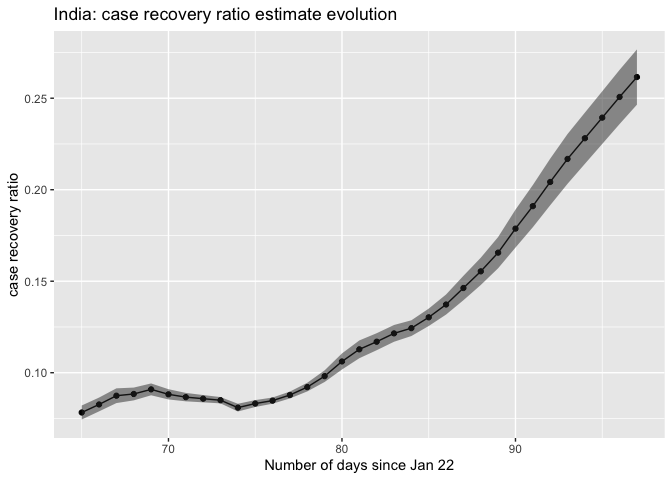 India: case recovery ratio estimate evolution
case recovery ratio
0.25
0.20
0.15
0.10
70 80 90
Number of days since Jan 22